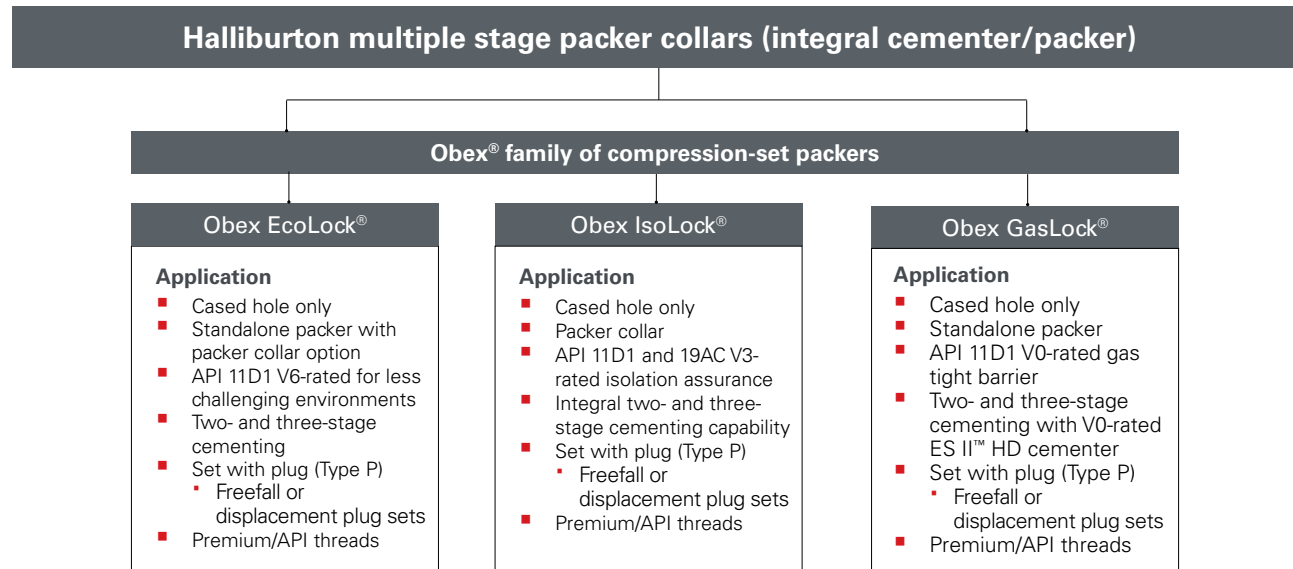 Halliburton multiple stage packer collars (integral cementer/packer)
Obex® family of compression-set packers
Obex EcoLock®
Application
■ Cased hole only
■ Standalone packer with
packer collar option
■ API 11D1 V6-rated for less
challenging environments
■ Two- and three-stage
cementing
■ Set with plug (Type P)
▪ Freefall or
displacement plug sets
■ Premium/API threads
Obex IsoLock®
Application
■ Cased hole only
■ Packer collar
■ API 11D1 and 19AC V3-
rated isolation assurance
■ Integral two- and three-
stage cementing capability
■ Set with plug (Type P)
▪ Freefall or
displacement plug sets
■ Premium/API threads
Obex GasLock®
Application
■ Cased hole only
■ Standalone packer
■ API 11D1 V0-rated gas
tight barrier
■ Two- and three-stage
cementing with V0-rated
ES II™ HD cementer
■ Set with plug (Type P)
▪ Freefall or
displacement plug sets
■ Premium/API threads